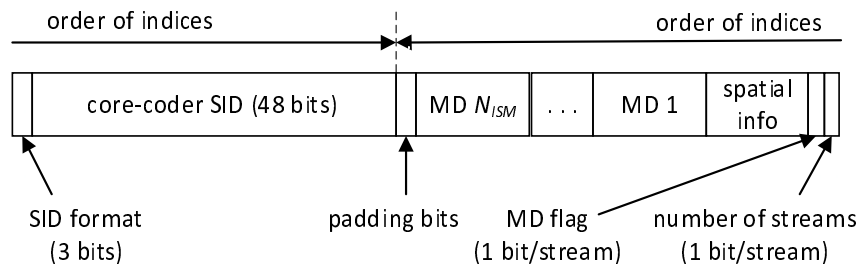 order of indices
order of indices
core-coder SID (48 bits)
MD N_ISM
. . .
MD 1
spatial
info
SID format
(3 bits)
padding bits
MD flag
(1 bit/stream)
number of streams
(1 bit/stream)